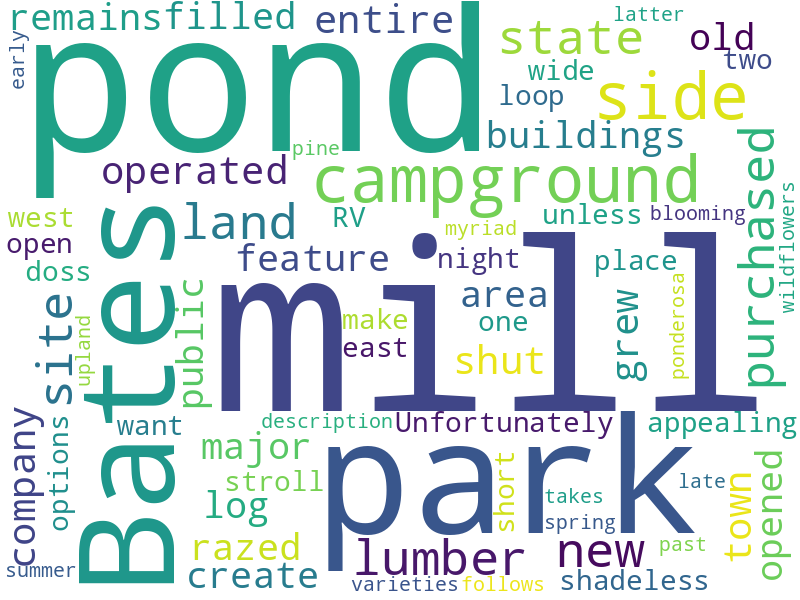 remains filled entire latter
early pond state old
wide two
loop side
pine buildings
operated campground
west land RV unless blooming
open myriad
doss feature night place
purchased wildflowers
Bates mill area
site public make one grew ponderosa
upland east shut
company want description Unfortunately appealing
options major park
stroll short late
log takes town opened
razed spring
lumber new past
summer create varieties follows shadeless